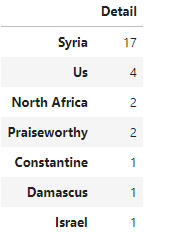 Detail
Syria 17
Us 4
North Africa 2
Praiseworthy 2
Constantine 1
Damascus 1
Israel 1